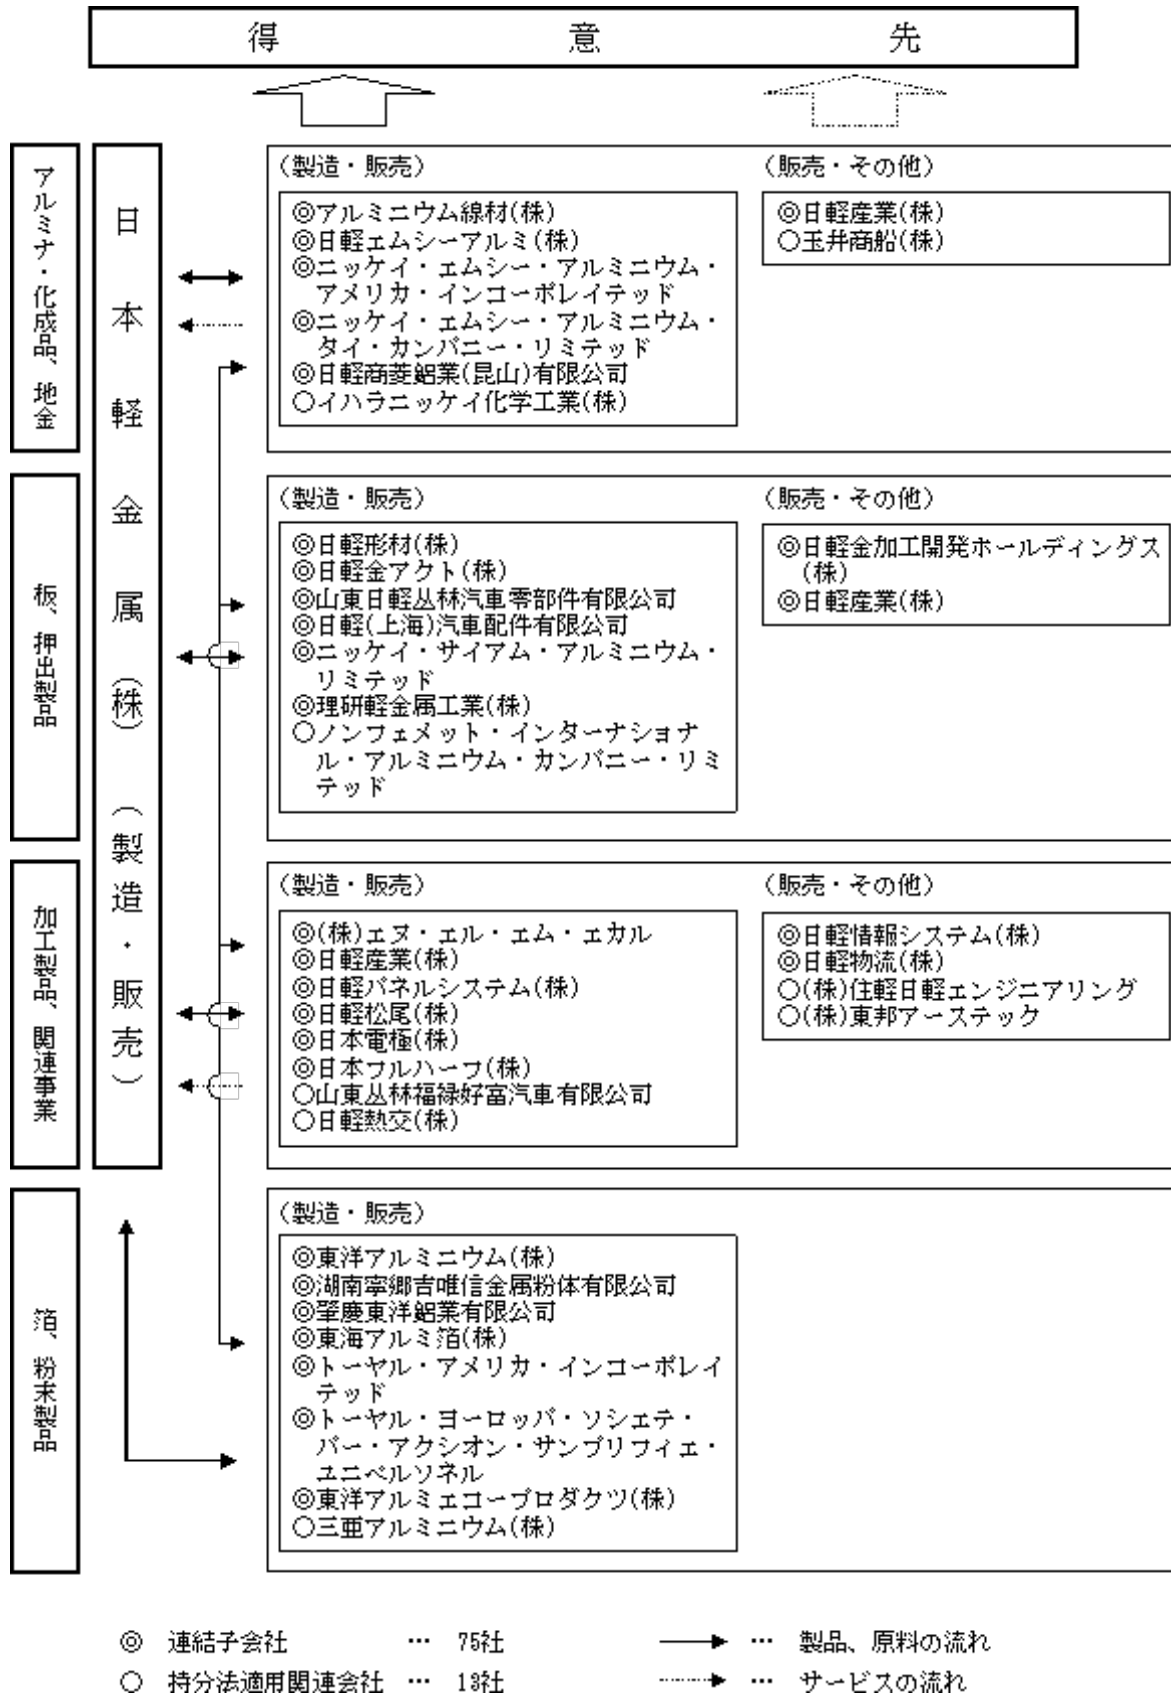 得意先
アルミナ・化成品、地金
日本軽金属(株)(製造・販売)
(製造・販売)
◎アルミニウム線材(株)
◎日軽エムシーアルミ(株)
◎ニッケイ・エムシー・アルミニウム・
アメリカ・インコーポレイテッド
◎ニッケイ・エムシー・アルミニウム・
タイ・カンパニー・リミテッド
◎日軽商菱鋁業(昆山)有限公司
○イハラニッケイ化学工業(株)
(販売・その他)
◎日軽産業(株)
○玉井商船(株)
板、押出製品
(製造・販売)
◎日軽形材(株)
◎日軽金アクト(株)
◎山東日軽丛林汽車零部件有限公司
◎日軽(上海)汽車配件有限公司
◎ニッケイ・サイアム・アルミニウム・
リミテッド
◎理研軽金属工業(株)
○ノンフェメット・インターナショナ
ル・アルミニウム・カンパニー・リミ
テッド
(販売・その他)
◎日軽金加工開発ホールディングス
(株)
◎日軽産業(株)
加工製品、関連事業
(製造・販売)
◎(株)エヌ・エル・エム・エカル
◎日軽産業(株)
◎日軽パネルシステム(株)
◎日軽松尾(株)
◎日本電極(株)
◎日本フルハーフ(株)
○山東丛林福禄好富汽車有限公司
○日軽熱交(株)
(販売・その他)
◎日軽情報システム(株)
◎日軽物流(株)
○(株)住軽日軽エンジニアリング
○(株)東邦アーステック
箔、粉末製品
(製造・販売)
◎東洋アルミニウム(株)
◎湖南寧郷吉唯信金属粉体有限公司
◎肇慶東洋鋁業有限公司
◎東海アルミ箔(株)
◎トーヤル・アメリカ・インコーポレイ
テッド
◎トーヤル・ヨーロッパ・ソシエテ・
パー・アクシオン・サンプリフィエ・
ユニペルソネル
◎東洋アルミエコープロダクツ(株)
○三亜アルミニウム(株)
◎ 連結子会社 … 75社
→ … 製品、原料の流れ
○ 持分法適用関連会社 … 13社
→ … サービスの流れ